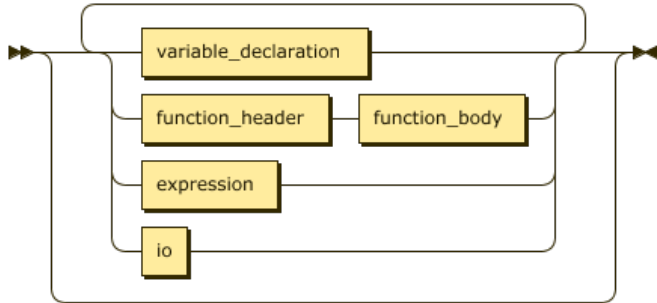 variable_declaration
function_header function_body
expression
io